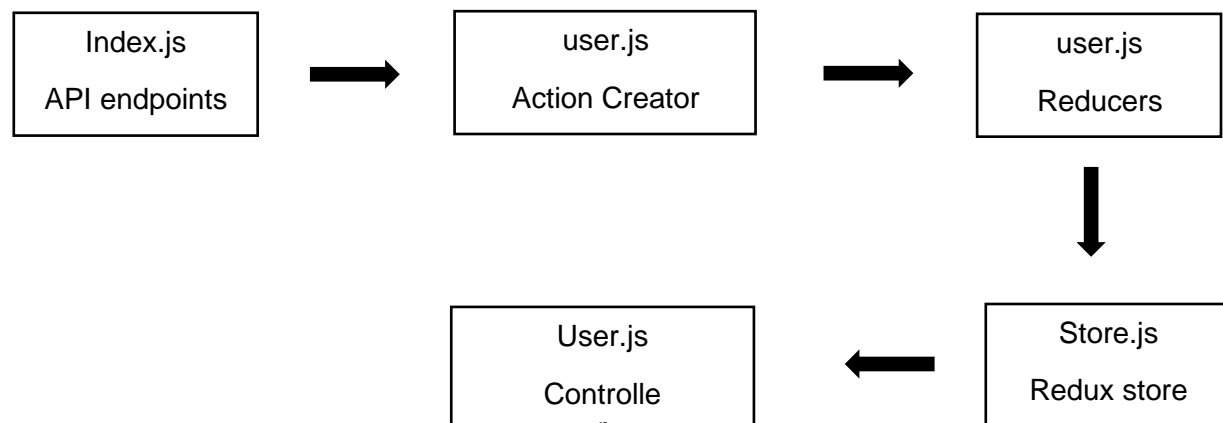 Index.js
API endpoints
user.js
Action Creator
user.js
Reducers
Store.js
Redux store
User.js
Controlle